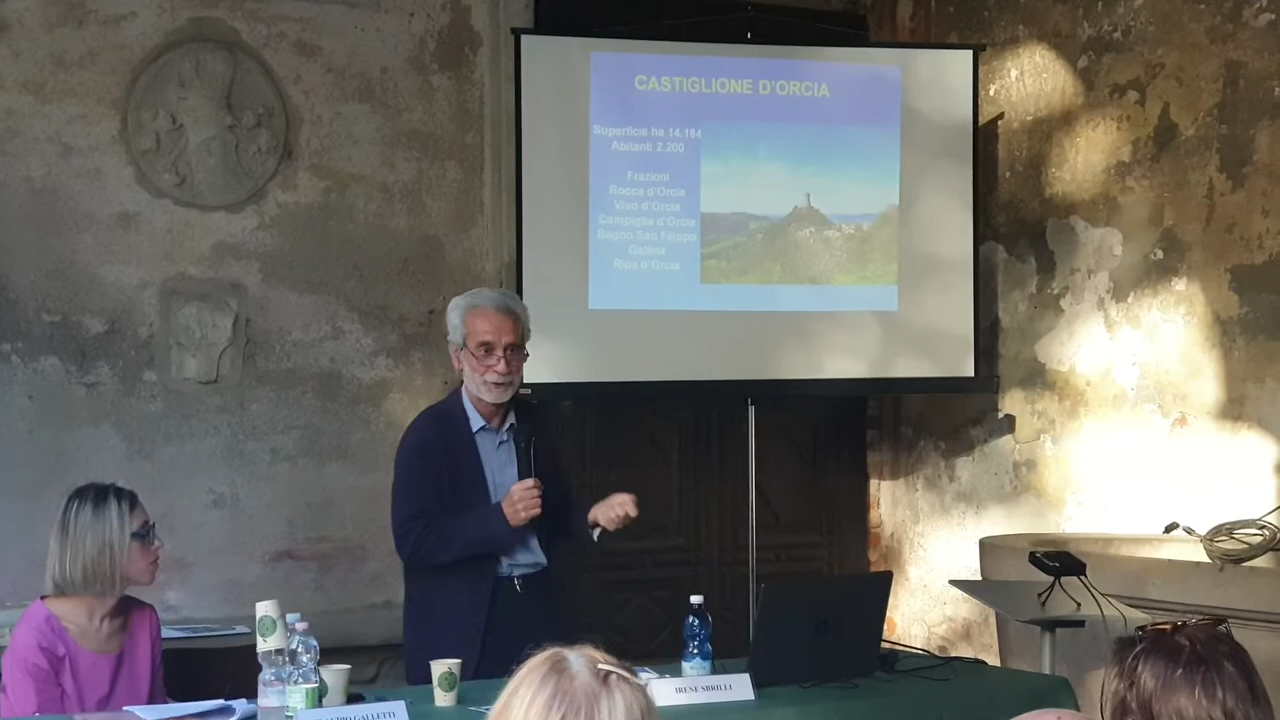 CASTIGLIONE D'ORCIA
Superficie ha 14.184
Abitanti 2.200
Frazioni
Rocca d'Orcia
Vivo d'Orcia
Campiglia d'Orcia
Bagno San Filippo
Gallina
Ripa d'Orcia
IRENE SBRILLI
GALLETTI